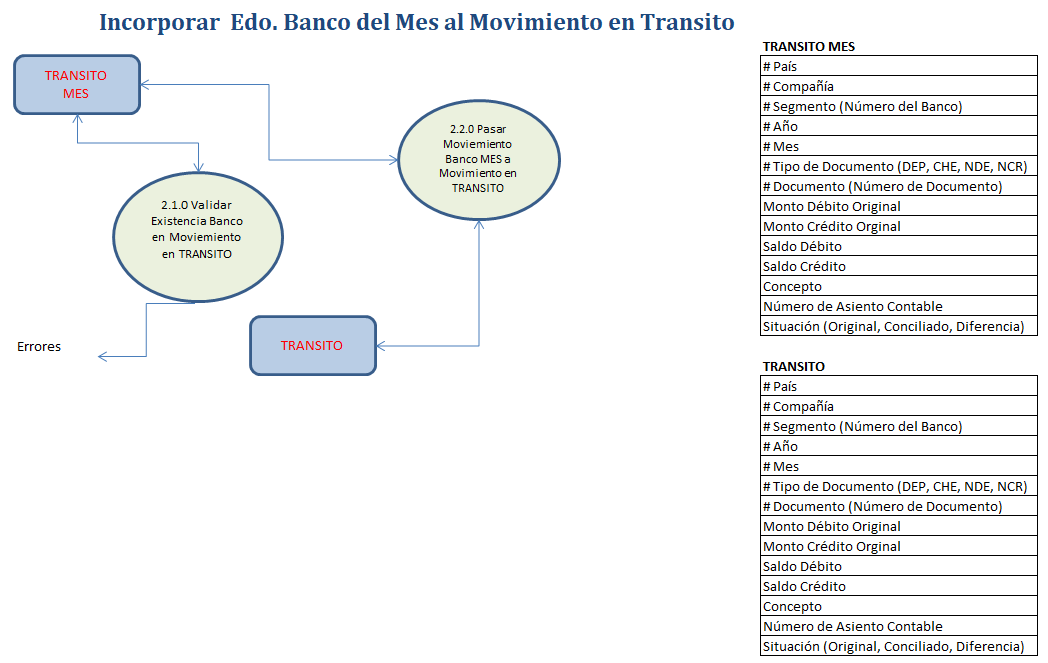 Incorporar Edo. Banco del Mes al Movimiento en Transito
TRANSITO
MES
2.2.0 Pasar
Moviemiento
Banco MES a
Movimiento en
TRANSITO
2.1.0 Validar
Existencia Banco
en Moviemiento
en TRANSITO
Errores
TRANSITO
TRANSITO MES
# País
# Compañía
# Segmento (Número del Banco)
# Año
# Mes
# Tipo de Documento (DEP, CHE, NDE, NCR)
# Documento (Número de Documento)
Monto Débito Original
Monto Crédito Orginal
Saldo Débito
Saldo Crédito
Concepto
Número de Asiento Contable
Situación (Original, Conciliado, Diferencia)
TRANSITO
# País
# Compañía
# Segmento (Número del Banco)
# Año
# Mes
# Tipo de Documento (DEP, CHE, NDE, NCR)
# Documento (Número de Documento)
Monto Débito Original
Monto Crédito Orginal
Saldo Débito
Saldo Crédito
Concepto
Número de Asiento Contable
Situación (Original, Conciliado, Diferencia)